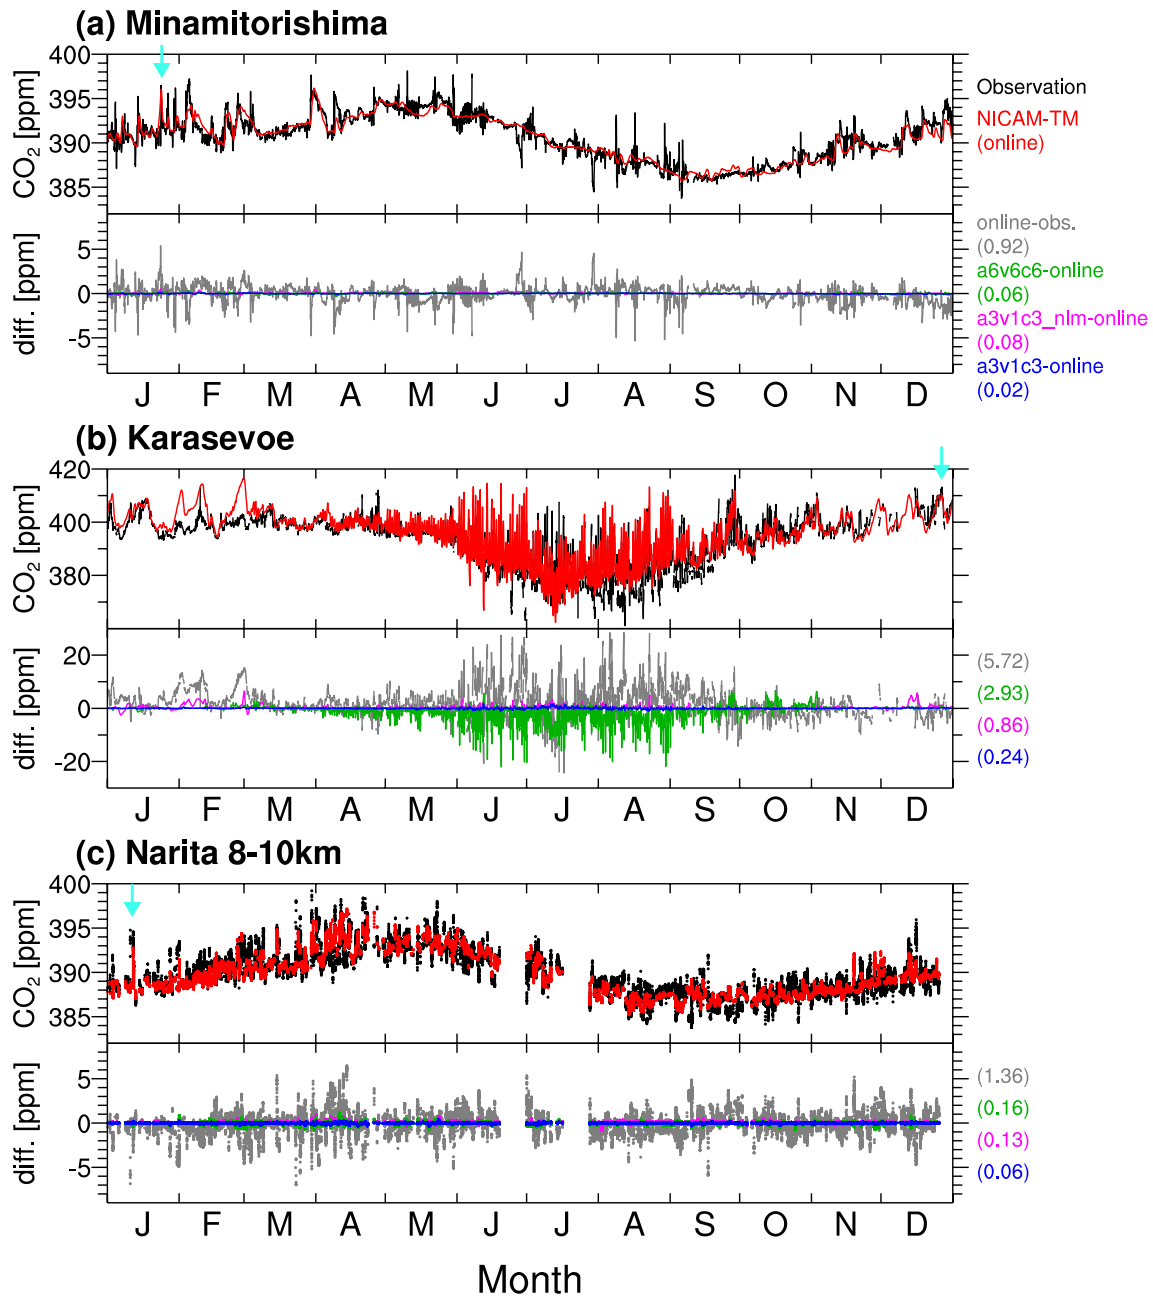 (a) Minamitorishima
400
395
390
385
CO2 [ppm]
Observation
NICAM-TM
(online)
5
0
-5
diff. [ppm]
online-obs.
(0.92)
a6v6c6-online
(0.06)
a3v1c3_nlm-online
(0.08)
a3v1c3-online
(0.02)
J F M A M J J A S O N D
(b) Karasevoe
420
400
380
CO2 [ppm]
20
0
-20
diff. [ppm]
(5.72)
(2.93)
(0.86)
(0.24)
J F M A M J J A S O N D
(c) Narita 8-10km
400
395
390
385
CO2 [ppm]
5
0
-5
diff. [ppm]
(1.36)
(0.16)
(0.13)
(0.06)
J F M A M J J A S O N D
Month